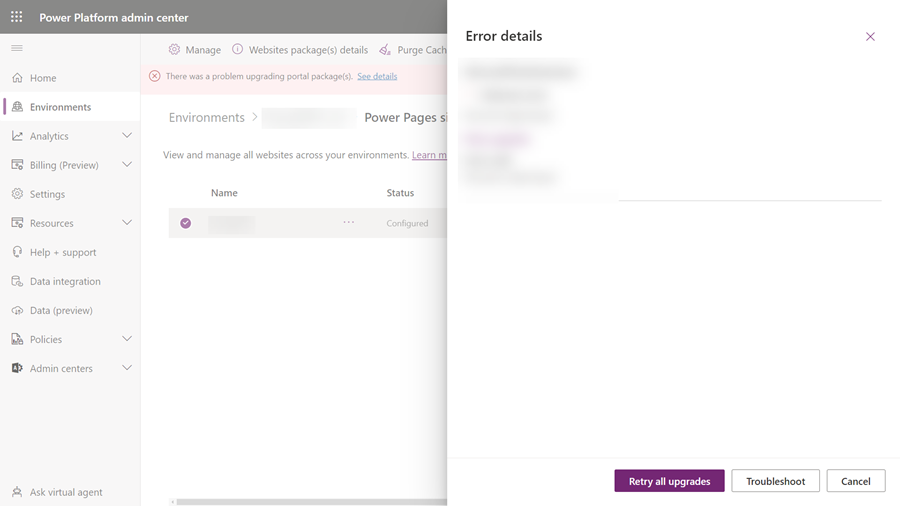 Power Platform admin center
Error details
Manage
Websites package(s) details
Purge Cach
There was a problem upgrading portal package(s). See details
Home
Environments
Analytics
Billing (Preview)
Settings
Resources
Help + support
Data integration
Data (preview)
Policies
Admin centers
Ask virtual agent
Environments
Power Pages si
View and manage all websites across your environments. Learn m
Name
Status
Configured
Retry all upgrades
Troubleshoot
Cancel